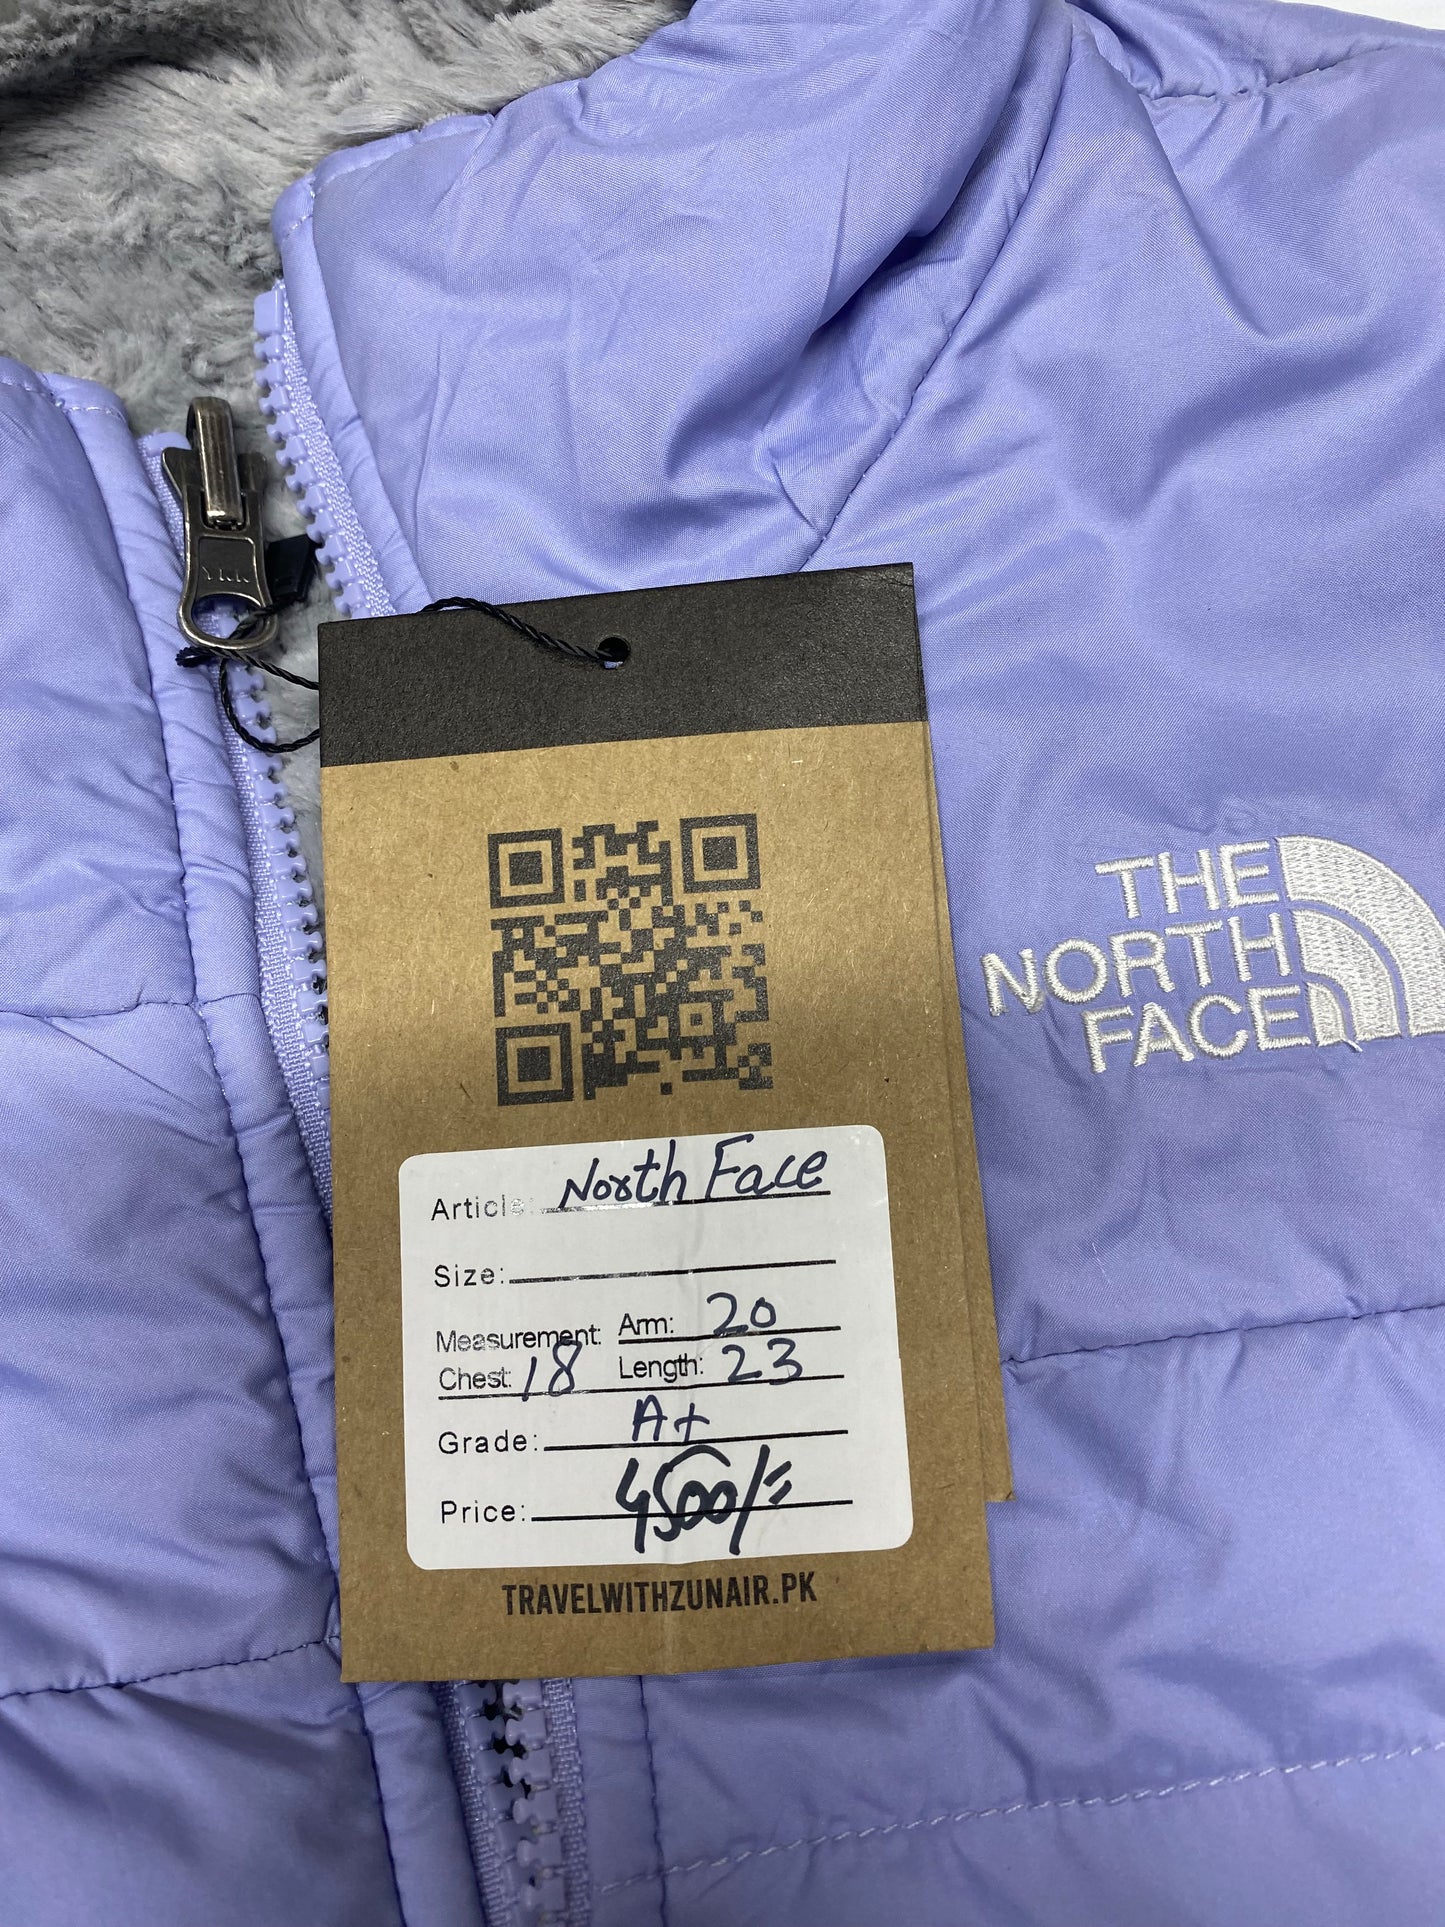 YKK
THE
NORTH
FACE
Article: North Face
Size:
Measurement: Arm: 20
Chest: 18 Length: 23
Grade: A+
Price: 4500/=
TRAVELWITHZUNAIR.PK